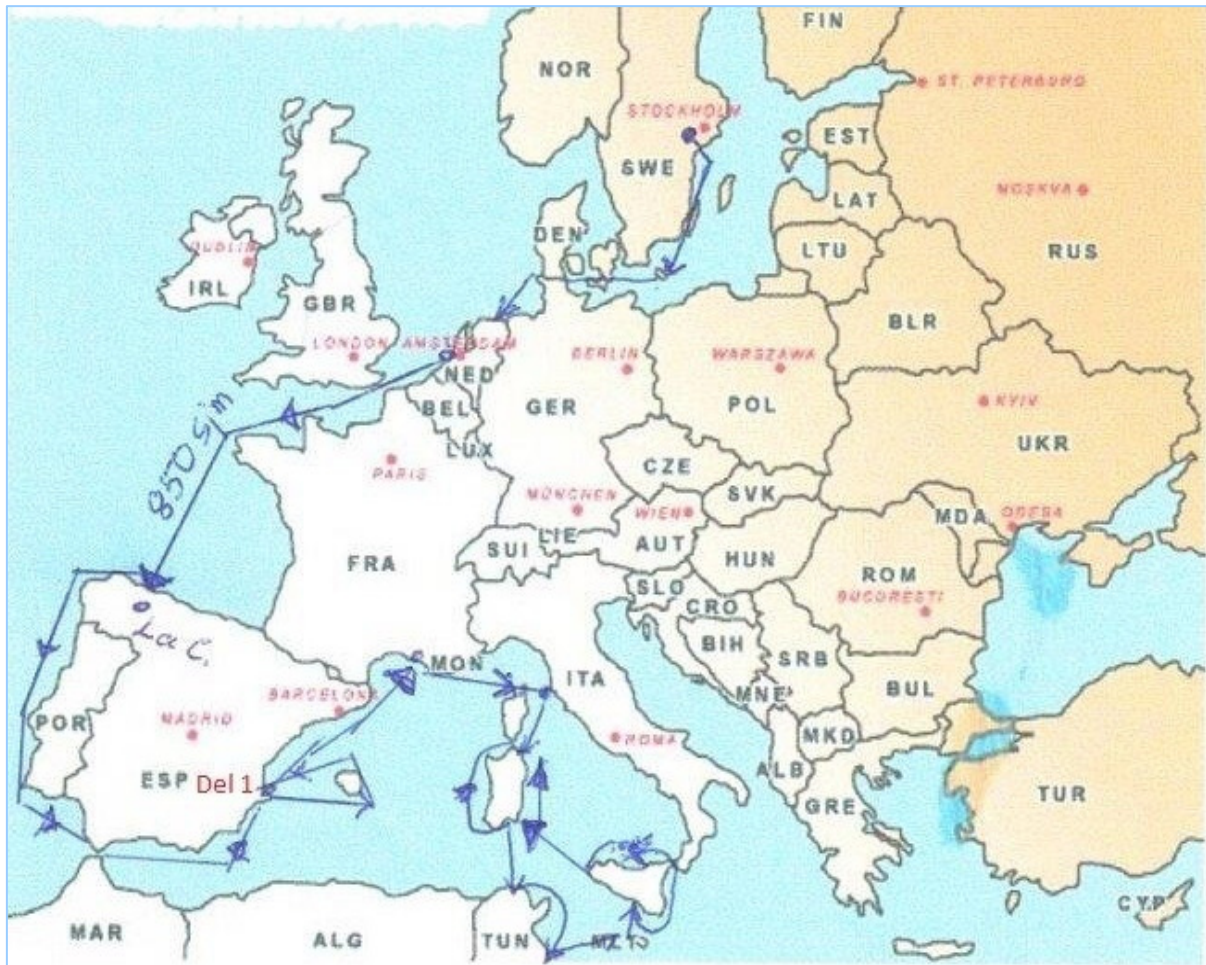 FIN
NOR
ST. PETERBURG
STOCKHOLM
EST
SWE
MOSKVA
LAT
DUBLIN
DEN
LTU
RUS
IRL
GBR
BLR
LONDON
AMSTERDAM
BERLIN
WARSZAWA
NED
BEL
GER
POL
KYIV
850 Sjm
LUX
UKR
PARIS
CZE
MÜNCHEN
SVK
WIEN
MDA
ODESA
SUI
LIE
AUT
HUN
FRA
ROM
SLO
CRO
BUCURESTI
La C.
BIH
SRB
MON
ITA
BARCELONA
MNE
BUL
POR
MADRID
ROMA
MKD
ESP
Del 1
ALB
GRE
TUR
CYP
MAR
ALG
TUN